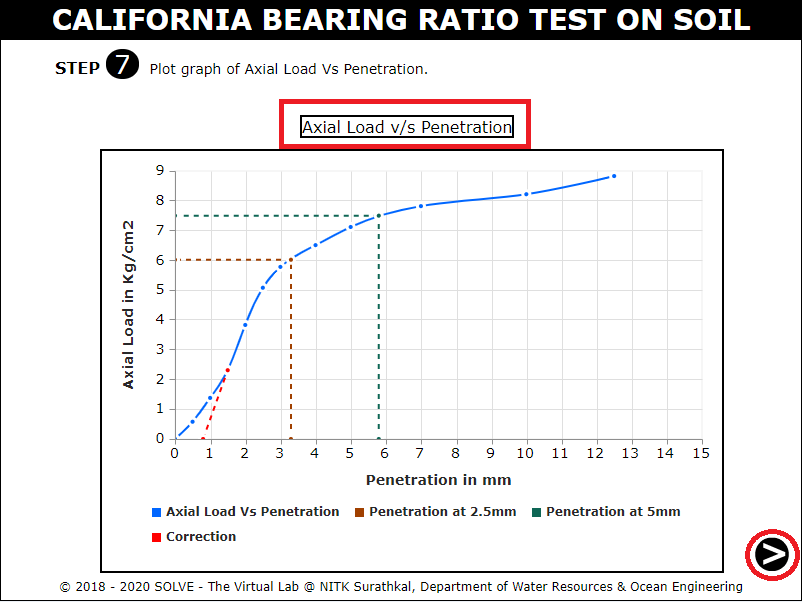 CALIFORNIA BEARING RATIO TEST ON SOIL
STEP 7 Plot graph of Axial Load Vs Penetration.
Axial Load v/s Penetration
9
8
7
6
5
4
3
2
1
0
Axial Load in Kg/cm2
0 1 2 3 4 5 6 7 8 9 10 11 12 13 14 15
Penetration in mm
Axial Load Vs Penetration Penetration at 2.5mm Penetration at 5mm
Correction
>
© 2018 - 2020 SOLVE - The Virtual Lab @ NITK Surathkal, Department of Water Resources & Ocean Engineering